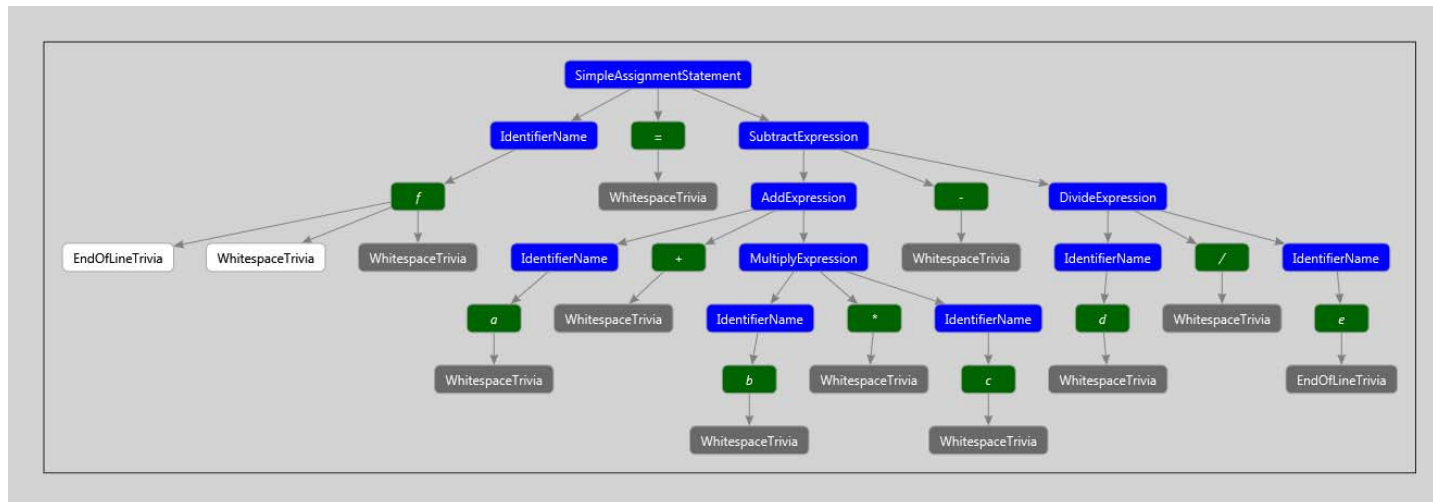 SimpleAssignmentStatement
IdentifierName = SubtractExpression
f WhitespaceTrivia AddExpression - DivideExpression
EndOfLineTrivia WhitespaceTrivia WhitespaceTrivia IdentifierName + MultiplyExpression WhitespaceTrivia IdentifierName / IdentifierName
a WhitespaceTrivia IdentifierName * IdentifierName d WhitespaceTrivia e
WhitespaceTrivia b WhitespaceTrivia c WhitespaceTrivia EndOfLineTrivia
WhitespaceTrivia WhitespaceTrivia